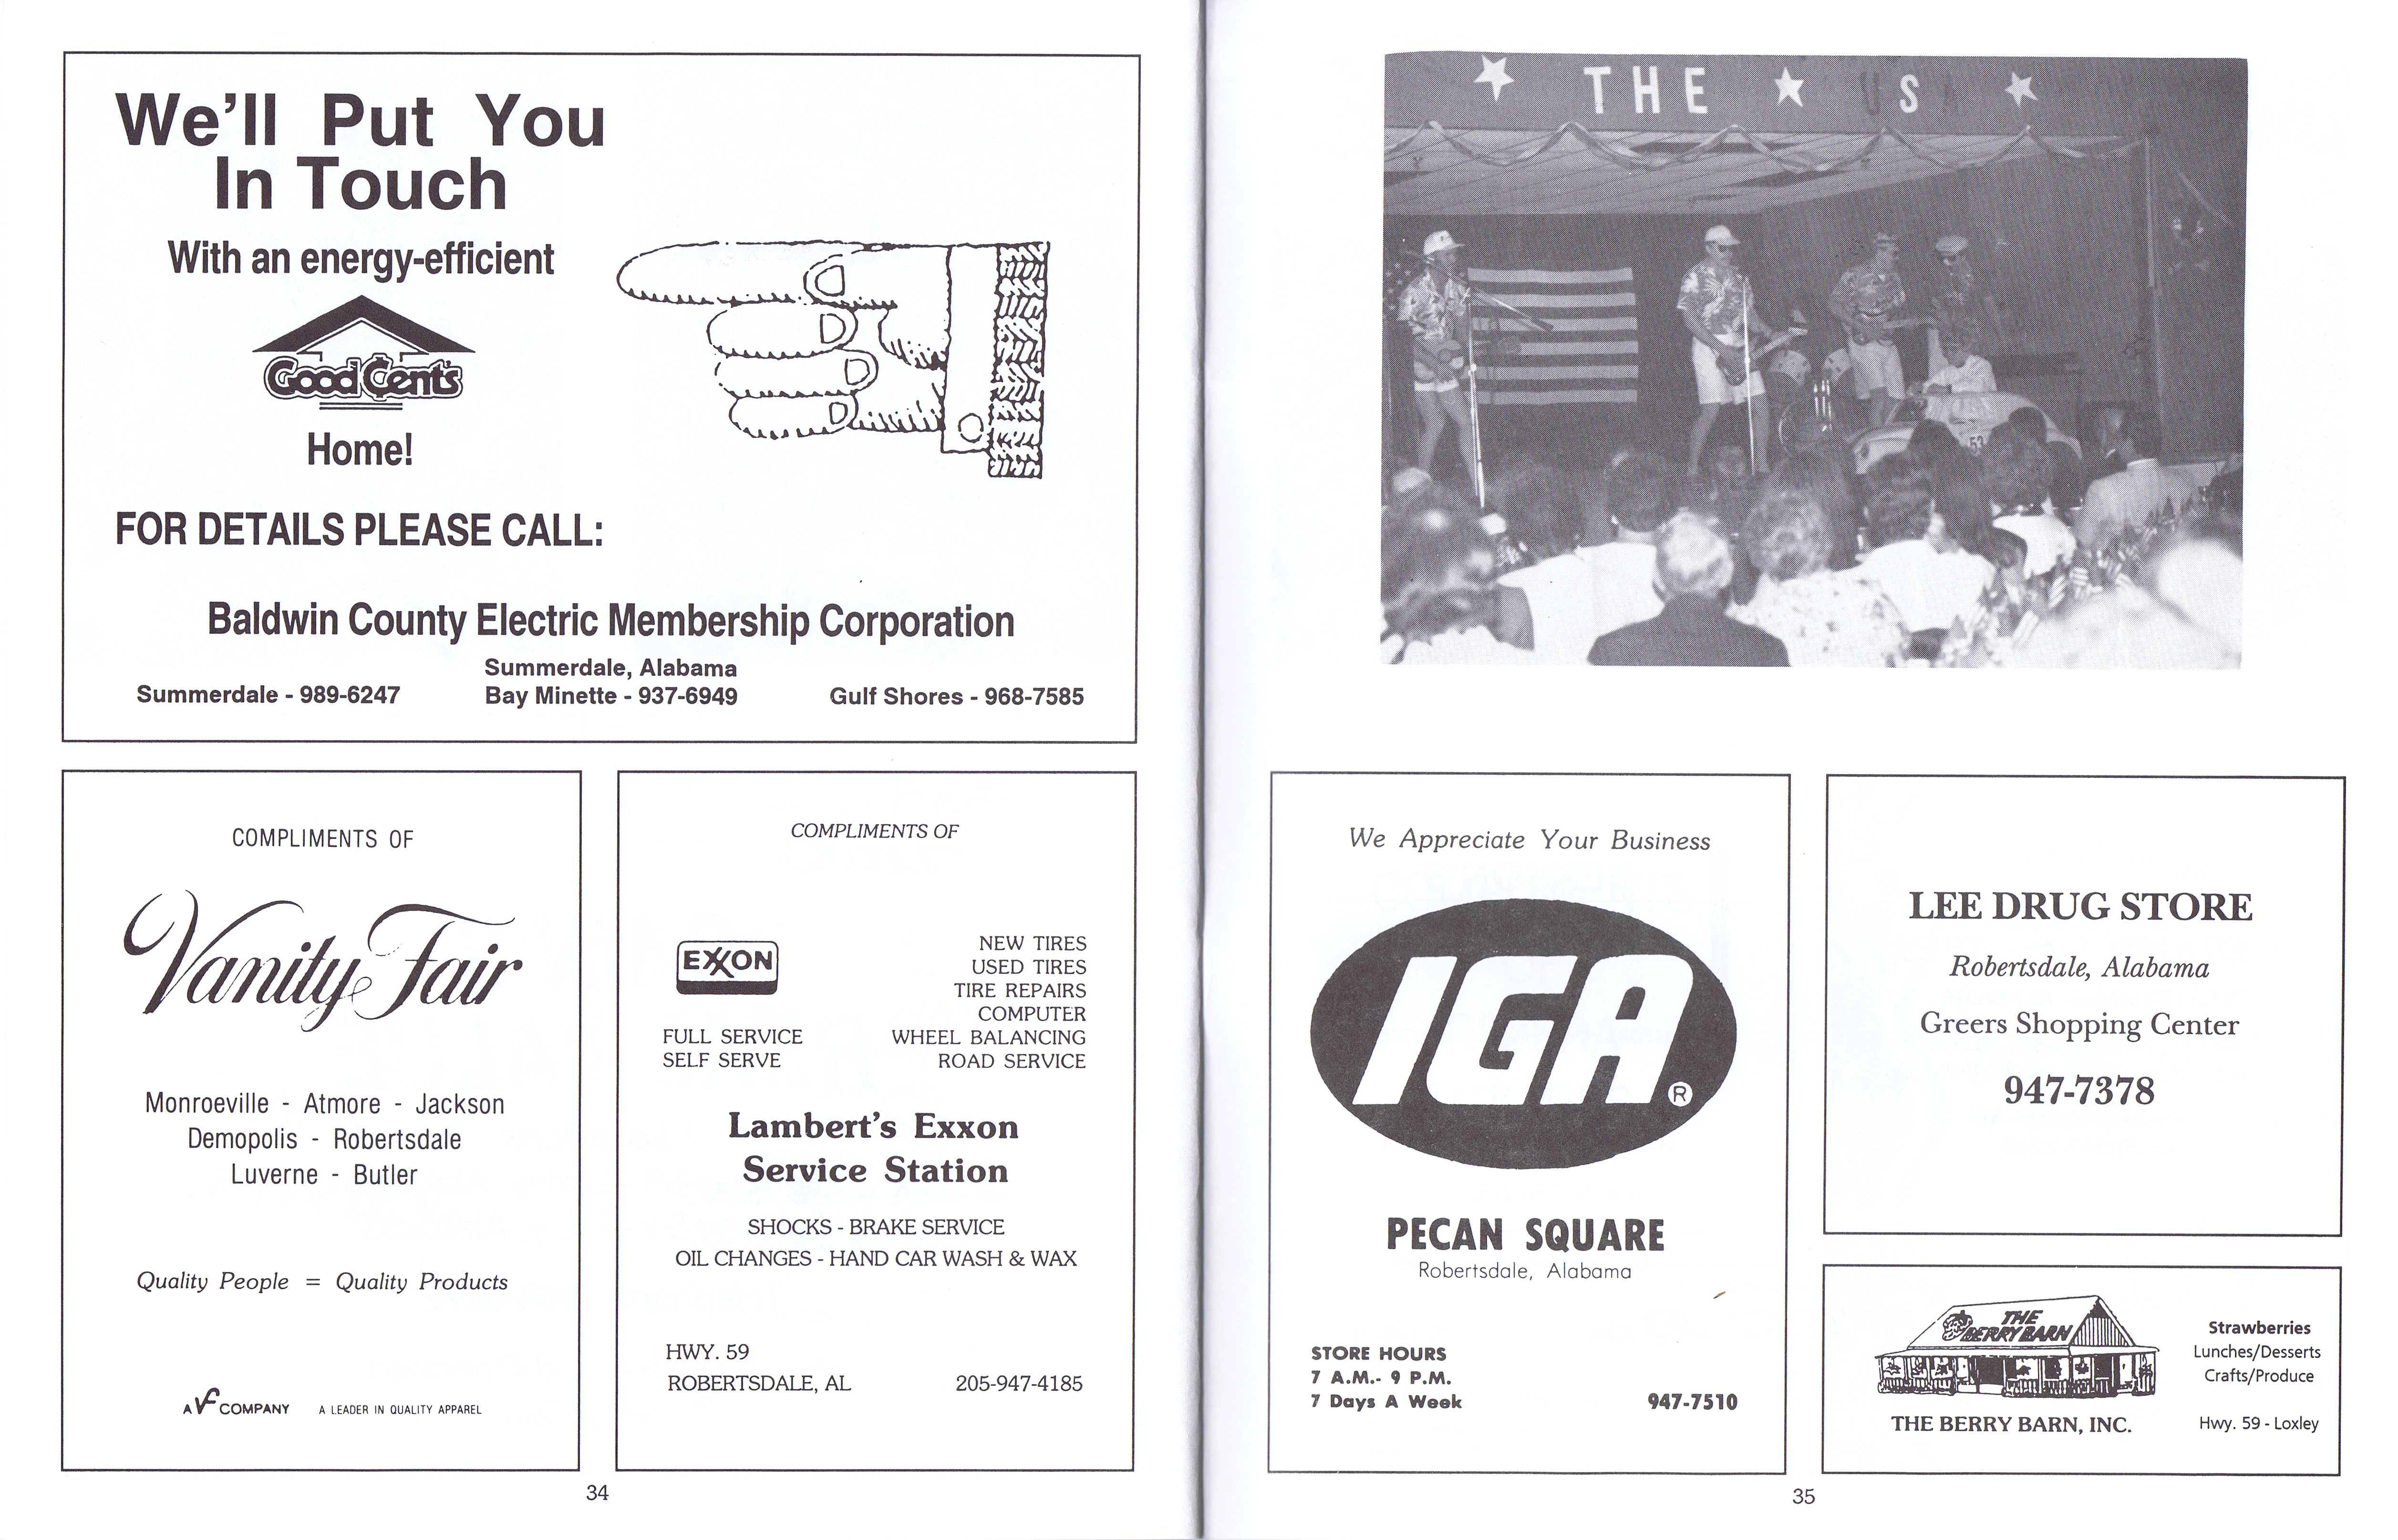 We'll Put You
In Touch
With an energy-efficient
Good Cents
Home!
FOR DETAILS PLEASE CALL:
Baldwin County Electric Membership Corporation
Summerdale, Alabama
Summerdale - 989-6247 Bay Minette - 937-6949 Gulf Shores - 968-7585
COMPLIMENTS OF
Vanity Fair
Monroeville - Atmore - Jackson
Demopolis - Robertsdale
Luverne - Butler
Quality People = Quality Products
A VF COMPANY A LEADER IN QUALITY APPAREL
COMPLIMENTS OF
EXXON
FULL SERVICE
SELF SERVE
NEW TIRES
USED TIRES
TIRE REPAIRS
COMPUTER
WHEEL BALANCING
ROAD SERVICE
Lambert's Exxon
Service Station
SHOCKS - BRAKE SERVICE
OIL CHANGES - HAND CAR WASH & WAX
HWY. 59
ROBERTSDALE, AL 205-947-4185
34
THE USA
53
We Appreciate Your Business
IGA ®
PECAN SQUARE
Robertsdale, Alabama
STORE HOURS
7 A.M.- 9 P.M.
7 Days A Week 947-7510
LEE DRUG STORE
Robertsdale, Alabama
Greers Shopping Center
947-7378
THE
BERRY BARN
THE BERRY BARN, INC.
Strawberries
Lunches/Desserts
Crafts/Produce
Hwy. 59 - Loxley
35